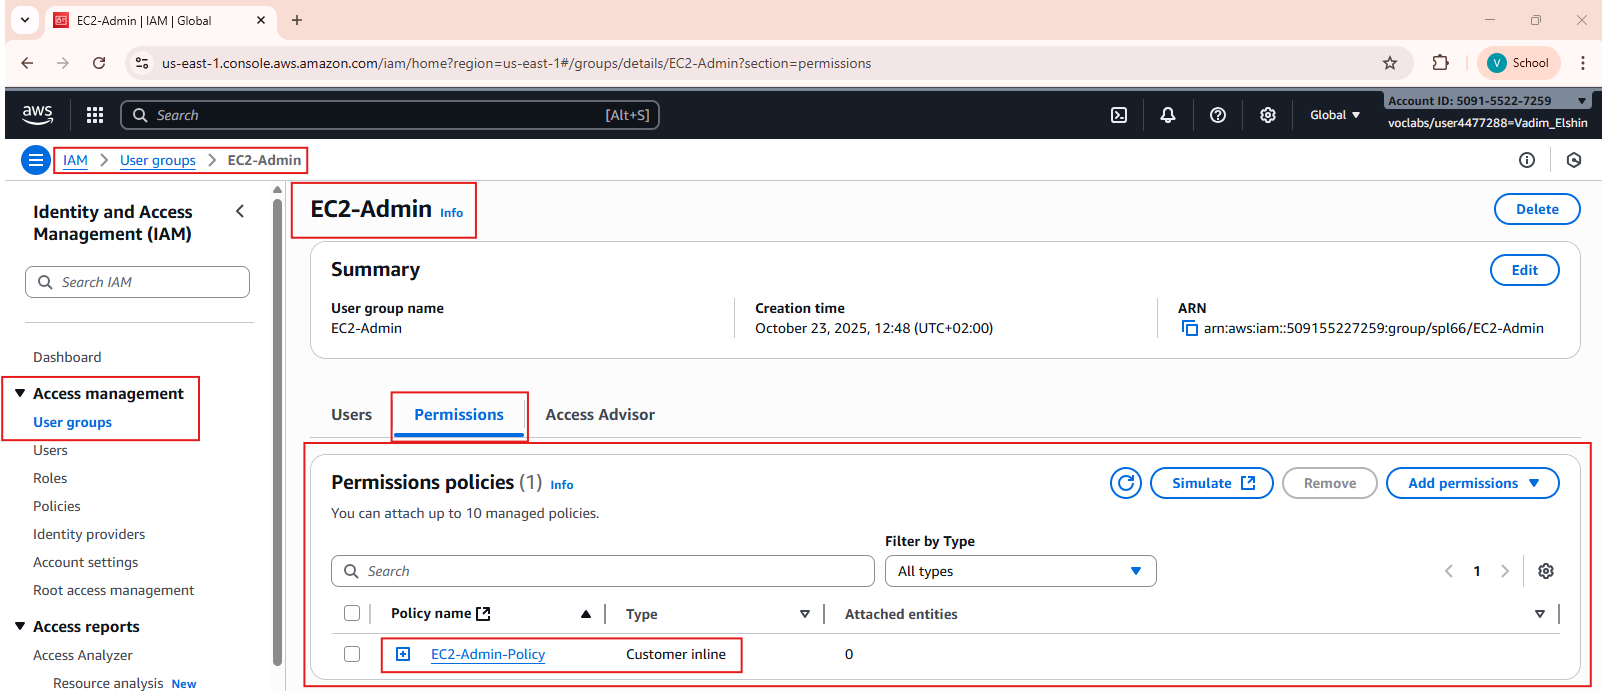 EC2-Admin | IAM | Global
us-east-1.console.aws.amazon.com/iam/home?region=us-east-1#/groups/details/EC2-Admin?section=permissions
V School
aws
Search [Alt+S]
Global
Account ID: 5091-5522-7259
voclabs/user4477288=Vadim_Elshin
IAM > User groups > EC2-Admin
Identity and Access
Management (IAM)
Search IAM
Dashboard
Access management
User groups
Users
Roles
Policies
Identity providers
Account settings
Root access management
Access reports
Access Analyzer
Resource analysis New
EC2-Admin Info
Delete
Summary
Edit
User group name
EC2-Admin
Creation time
October 23, 2025, 12:48 (UTC+02:00)
ARN
arn:aws:iam::509155227259:group/spl66/EC2-Admin
Users Permissions Access Advisor
Permissions policies (1) Info
Simulate Remove Add permissions
You can attach up to 10 managed policies.
Filter by Type
Search
All types
1
Policy name Type Attached entities
EC2-Admin-Policy Customer inline 0